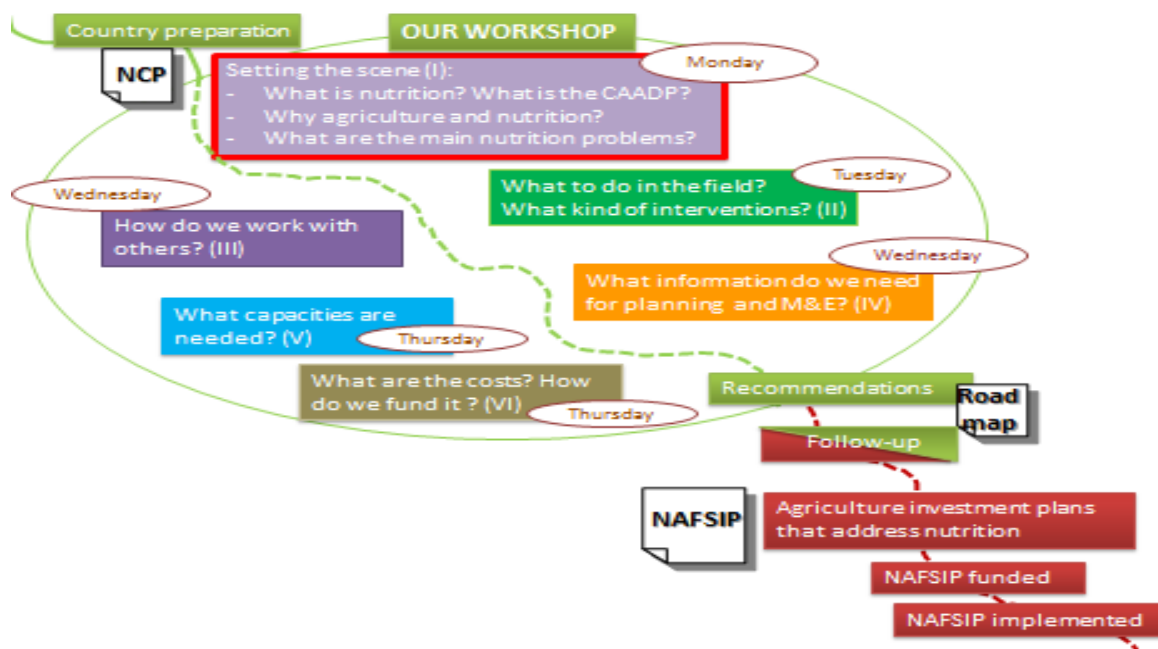 Country preparation
OUR WORKSHOP
NCP
Monday
Setting the scene (I):
- What is nutrition? What is the CAADP?
- Why agriculture and nutrition?
- What are the main nutrition problems?
Tuesday
What to do in the field?
What kind of interventions? (II)
Wednesday
How do we work with
others? (III)
Wednesday
What information do we need
for planning and M&E? (IV)
What capacities are
needed? (V)
Thursday
What are the costs? How
do we fund it ? (VI)
Thursday
Recommendations
Road
map
Follow-up
NAFSIP
Agriculture investment plans
that address nutrition
NAFSIP funded
NAFSIP implemented